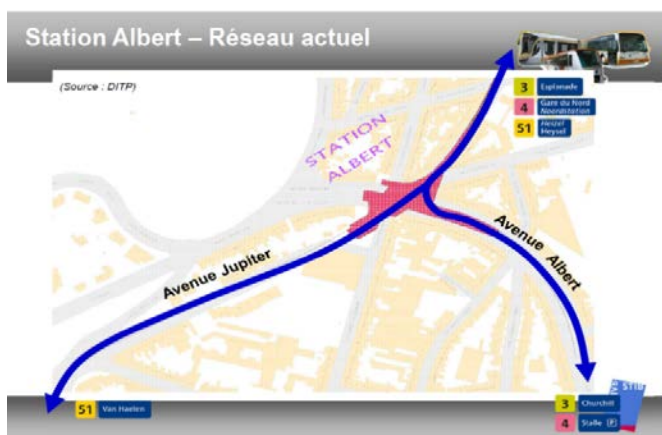 Station Albert – Réseau actuel
(Source : DITP)
3 Esplanade
4 Gare du Nord
Noordstation
51 Heizel
Heysel
STATION
ALBERT
Avenue Jupiter
Avenue Albert
51 Van Haelen
3 Churchill
4 Stalle P
STIB